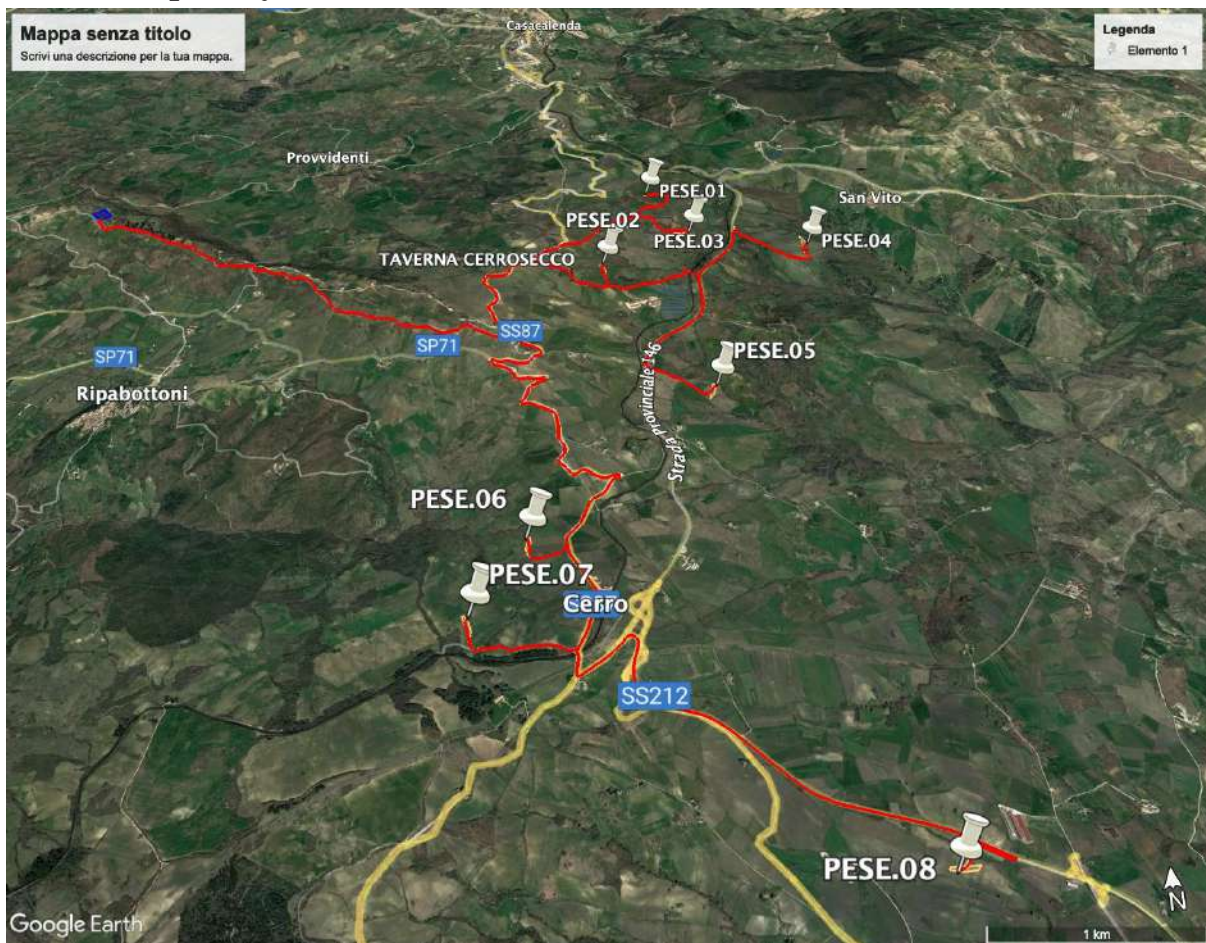 Mappa senza titolo
Scrivi una descrizione per la tua mappa.
Casacalenda
Legenda
Elemento 1
Provvidenti
PESE.01
San Vito
PESE.02
PESE.03
PESE.04
TAVERNA CERROSECCO
SS87
SP71
SP71
PESE.05
Strada Provinciale 146
Ripabottoni
PESE.06
PESE.07
Cerro
SS212
PESE.08
Google Earth
N
1 km